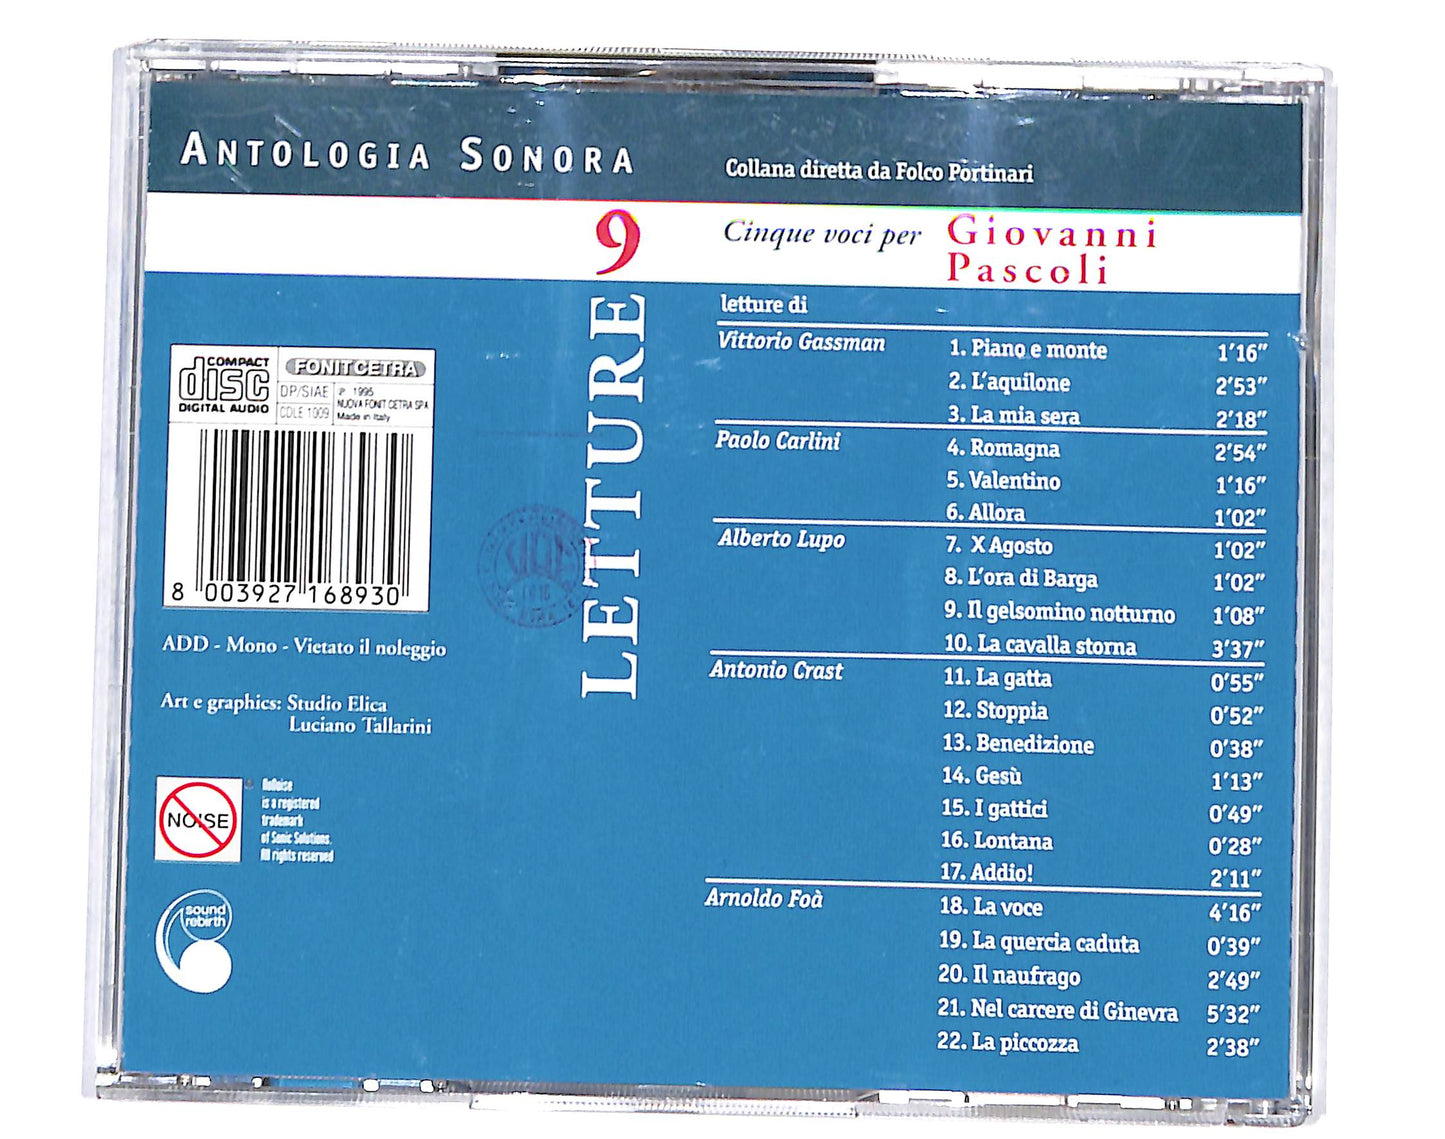 ANTOLOGIA SONORA
Collana diretta da Folco Portinari
9
Cinque voci per Giovanni
Pascoli
LETTURE
letture di
Vittorio Gassman 1. Piano e monte 1'16"
2. L'aquilone 2'53"
3. La mia sera 2'18"
Paolo Carlini 4. Romagna 2'54"
5. Valentino 1'16"
6. Allora 1'02"
Alberto Lupo 7. X Agosto 1'02"
8. L'ora di Barga 1'02"
9. Il gelsomino notturno 1'08"
10. La cavalla storna 3'37"
Antonio Crast 11. La gatta 0'55"
12. Stoppia 0'52"
13. Benedizione 0'38"
14. Gesù 1'13"
15. I gattici 0'49"
16. Lontana 0'28"
17. Addio! 2'11"
Arnoldo Foà 18. La voce 4'16"
19. La quercia caduta 0'39"
20. Il naufrago 2'49"
21. Nel carcere di Ginevra 5'32"
22. La piccozza 2'38"
COMPACT
disc
DIGITAL AUDIO
FONIT CETRA
DP/SIAE
CDLE 1909
℗ 1995
NUOVA FONIT CETRA SPA
Made in Italy
8 003927 168930
ADD - Mono - Vietato il noleggio
Art e graphics: Studio Elica
Luciano Tallarini
NOISE
NoNoise
is a registered
trademark
of Sonic Solutions.
All rights reserved
sound
rebirth